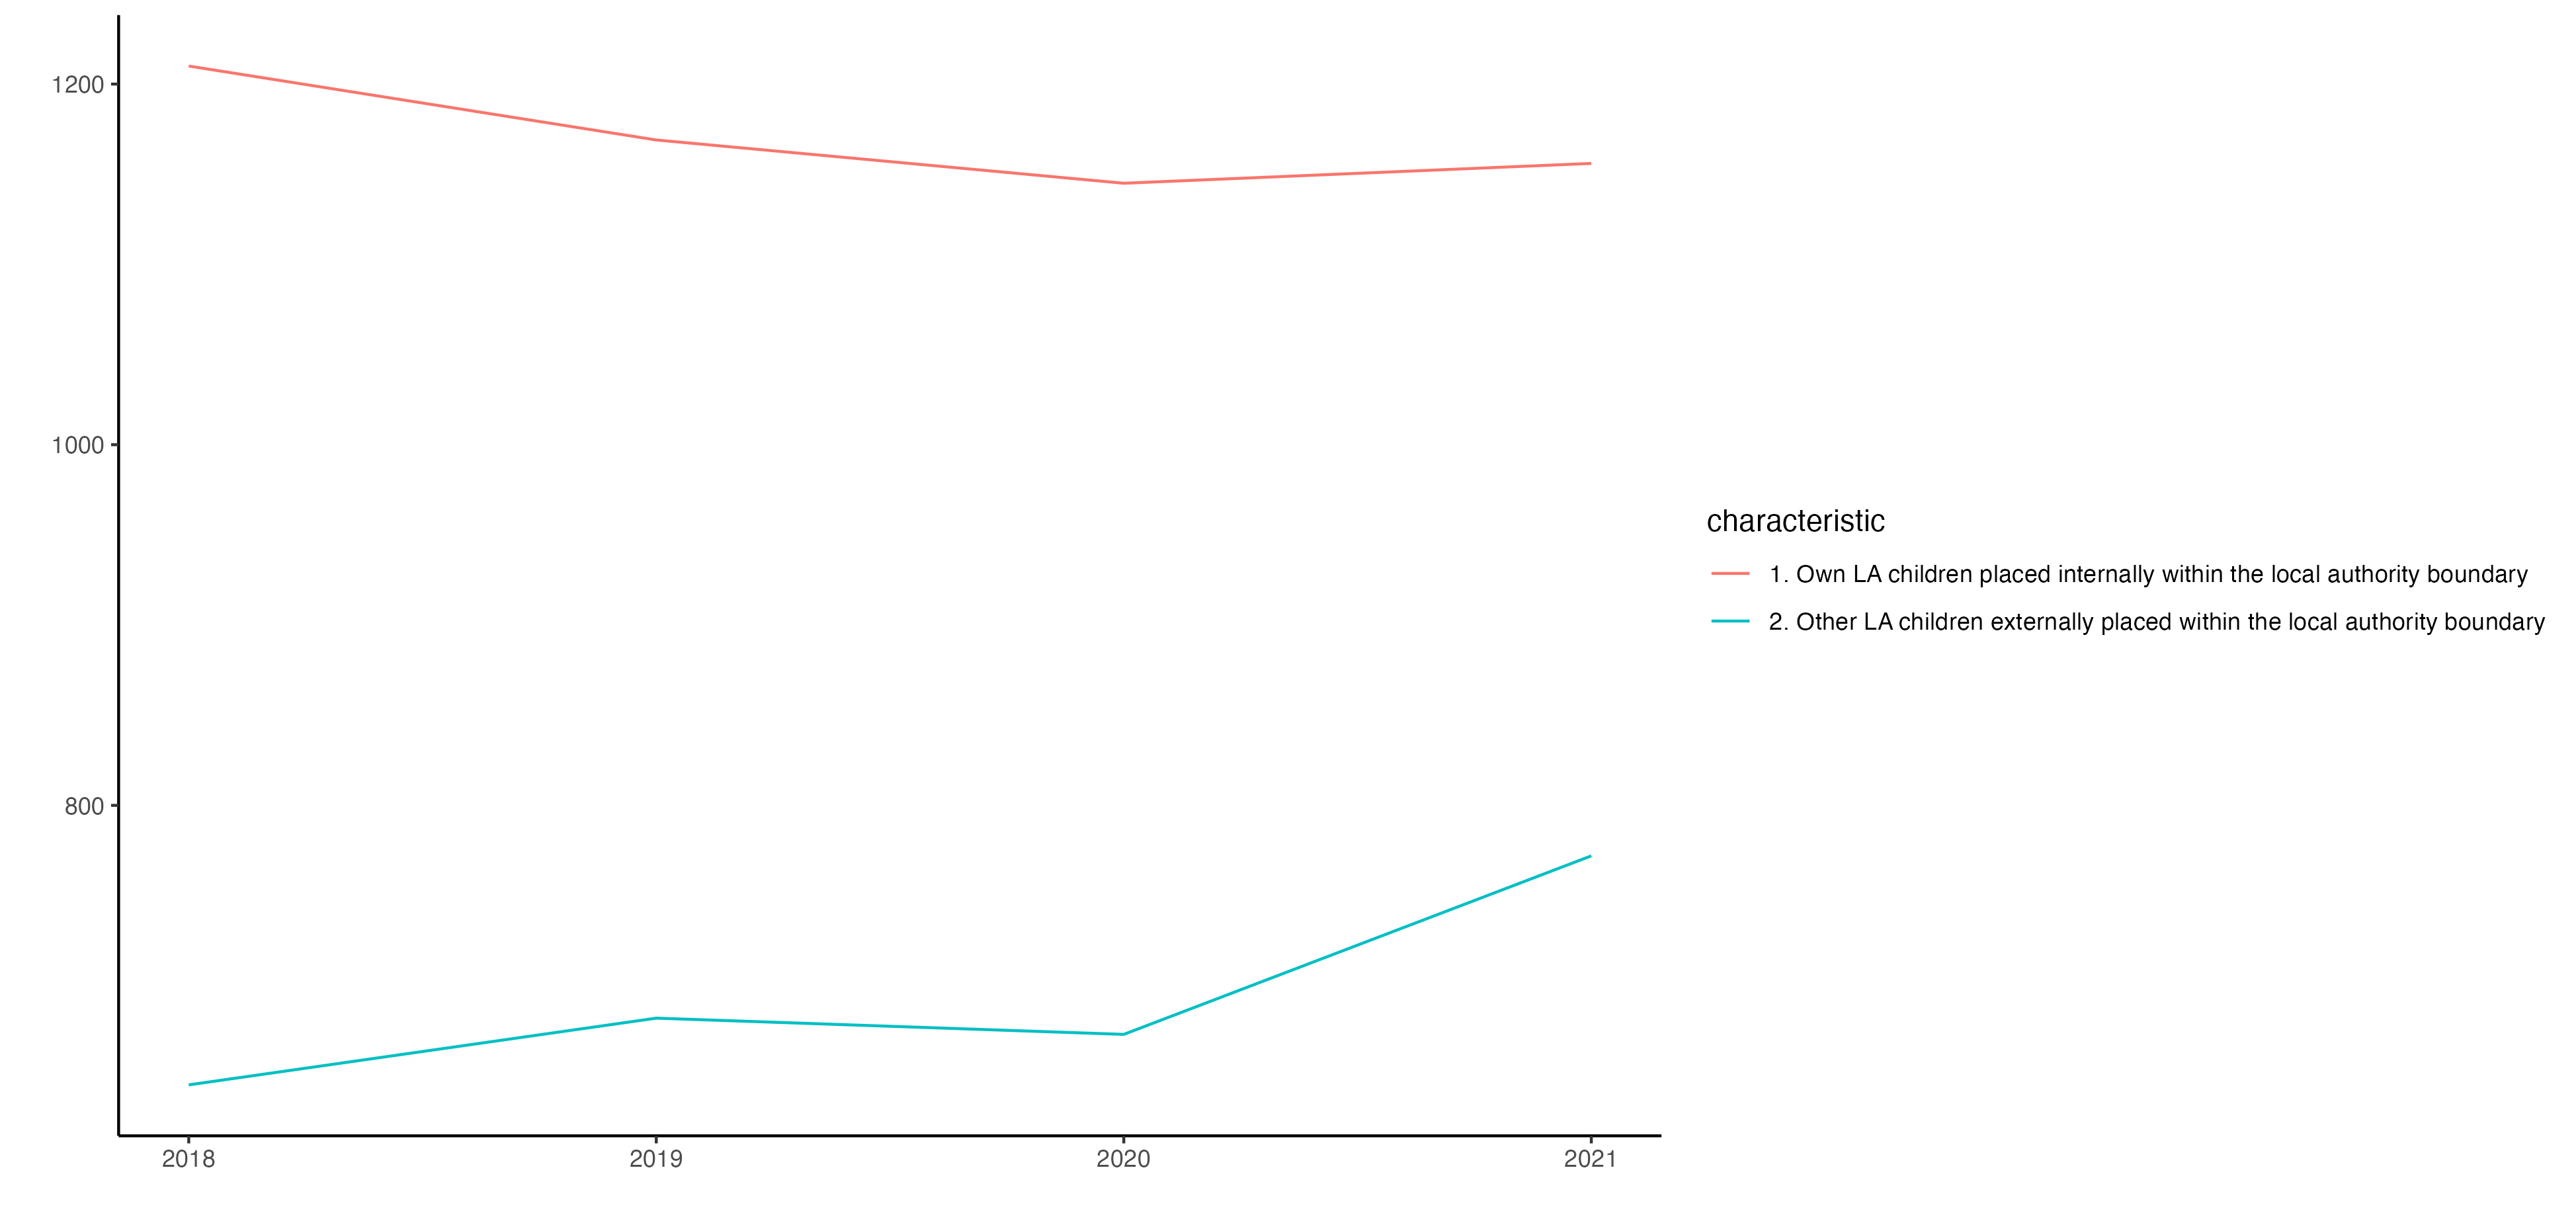 1200
1000
800
2018 2019 2020 2021
characteristic
1. Own LA children placed internally within the local authority boundary
2. Other LA children externally placed within the local authority boundary